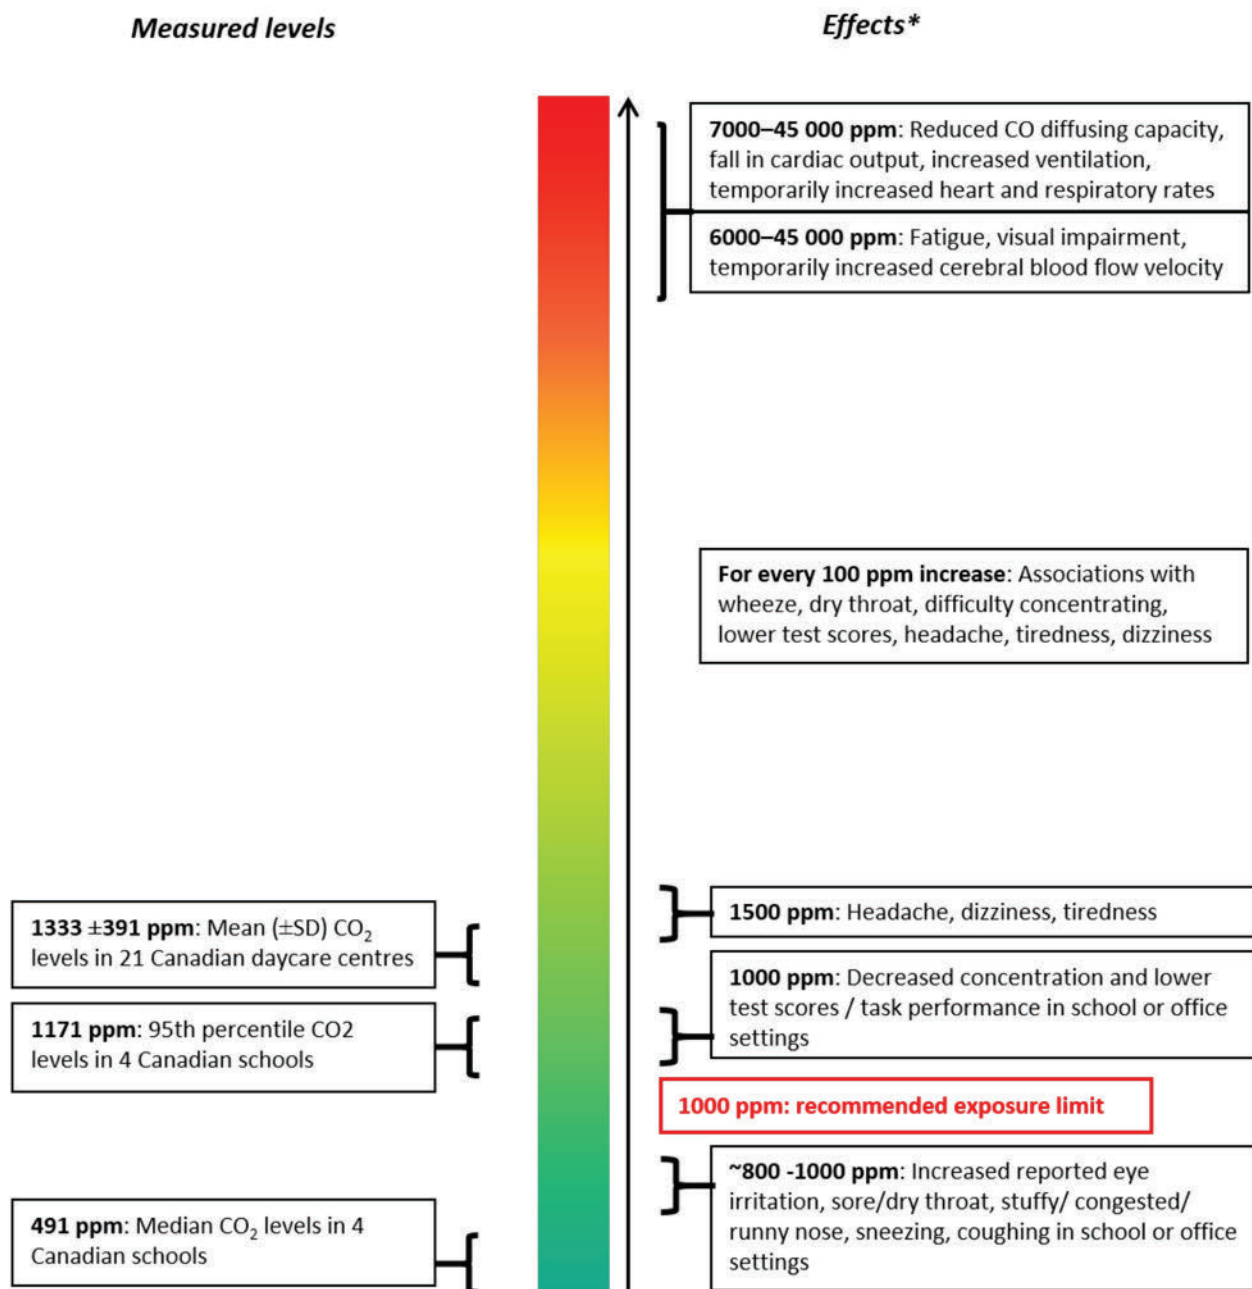 Measured levels
Effects*
7000–45 000 ppm: Reduced CO diffusing capacity,
fall in cardiac output, increased ventilation,
temporarily increased heart and respiratory rates
6000–45 000 ppm: Fatigue, visual impairment,
temporarily increased cerebral blood flow velocity
For every 100 ppm increase: Associations with
wheeze, dry throat, difficulty concentrating,
lower test scores, headache, tiredness, dizziness
1500 ppm: Headache, dizziness, tiredness
1333 ±391 ppm: Mean (±SD) CO₂
levels in 21 Canadian daycare centres
1000 ppm: Decreased concentration and lower
test scores / task performance in school or office
settings
1171 ppm: 95th percentile CO2
levels in 4 Canadian schools
1000 ppm: recommended exposure limit
~800 -1000 ppm: Increased reported eye
irritation, sore/dry throat, stuffy/ congested/
runny nose, sneezing, coughing in school or office
settings
491 ppm: Median CO₂ levels in 4
Canadian schools